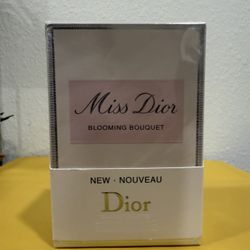 Miss Dior
BLOOMING BOUQUET
NEW · NOUVEAU
Dior